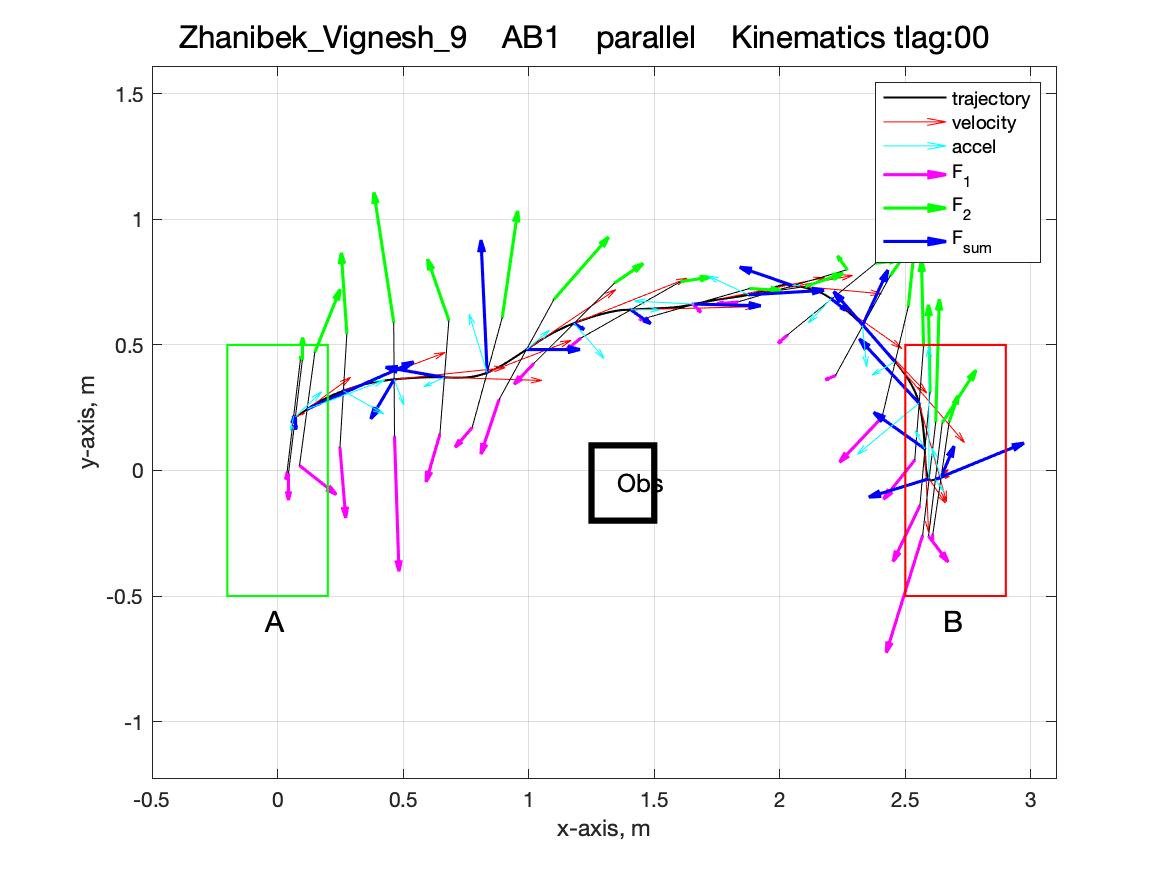 Zhanibek_Vignesh_9 AB1 parallel Kinematics tlag:00
1.5
1
0.5
0
-0.5
-1
y-axis, m
trajectory
velocity
accel
F1
F2
Fsum
Obs
A
B
-0.5
0
0.5
1
1.5
2
2.5
3
x-axis, m